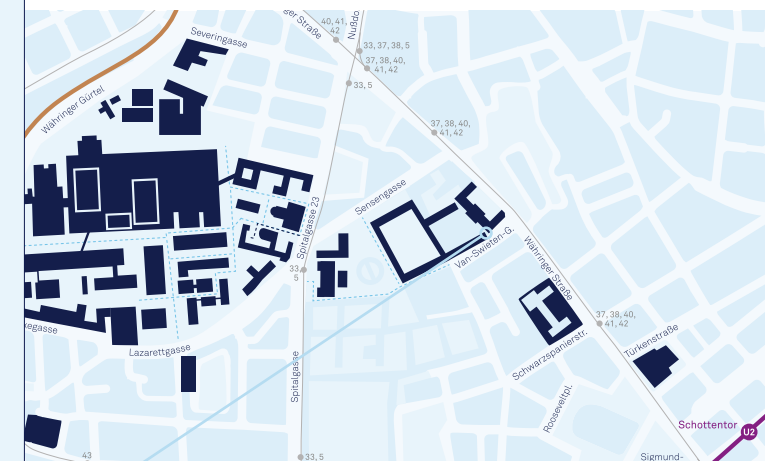 ger Straße
40, 41,
42
Nußdo
Severingasse
33, 37, 38, 5
37, 38, 40,
41, 42
33, 5
Währinger Gürtel
37, 38, 40,
41, 42
Sensengasse
Spitalgasse 23
Van-Swieten-G.
Währinger Straße
33
5
37, 38, 40,
41, 42
egasse
Lazarettgasse
Türkenstraße
Schwarzspanierstr.
Spitalgasse
Rooseveltpl.
Schottentor
U2
43
33, 5
Sigmund-